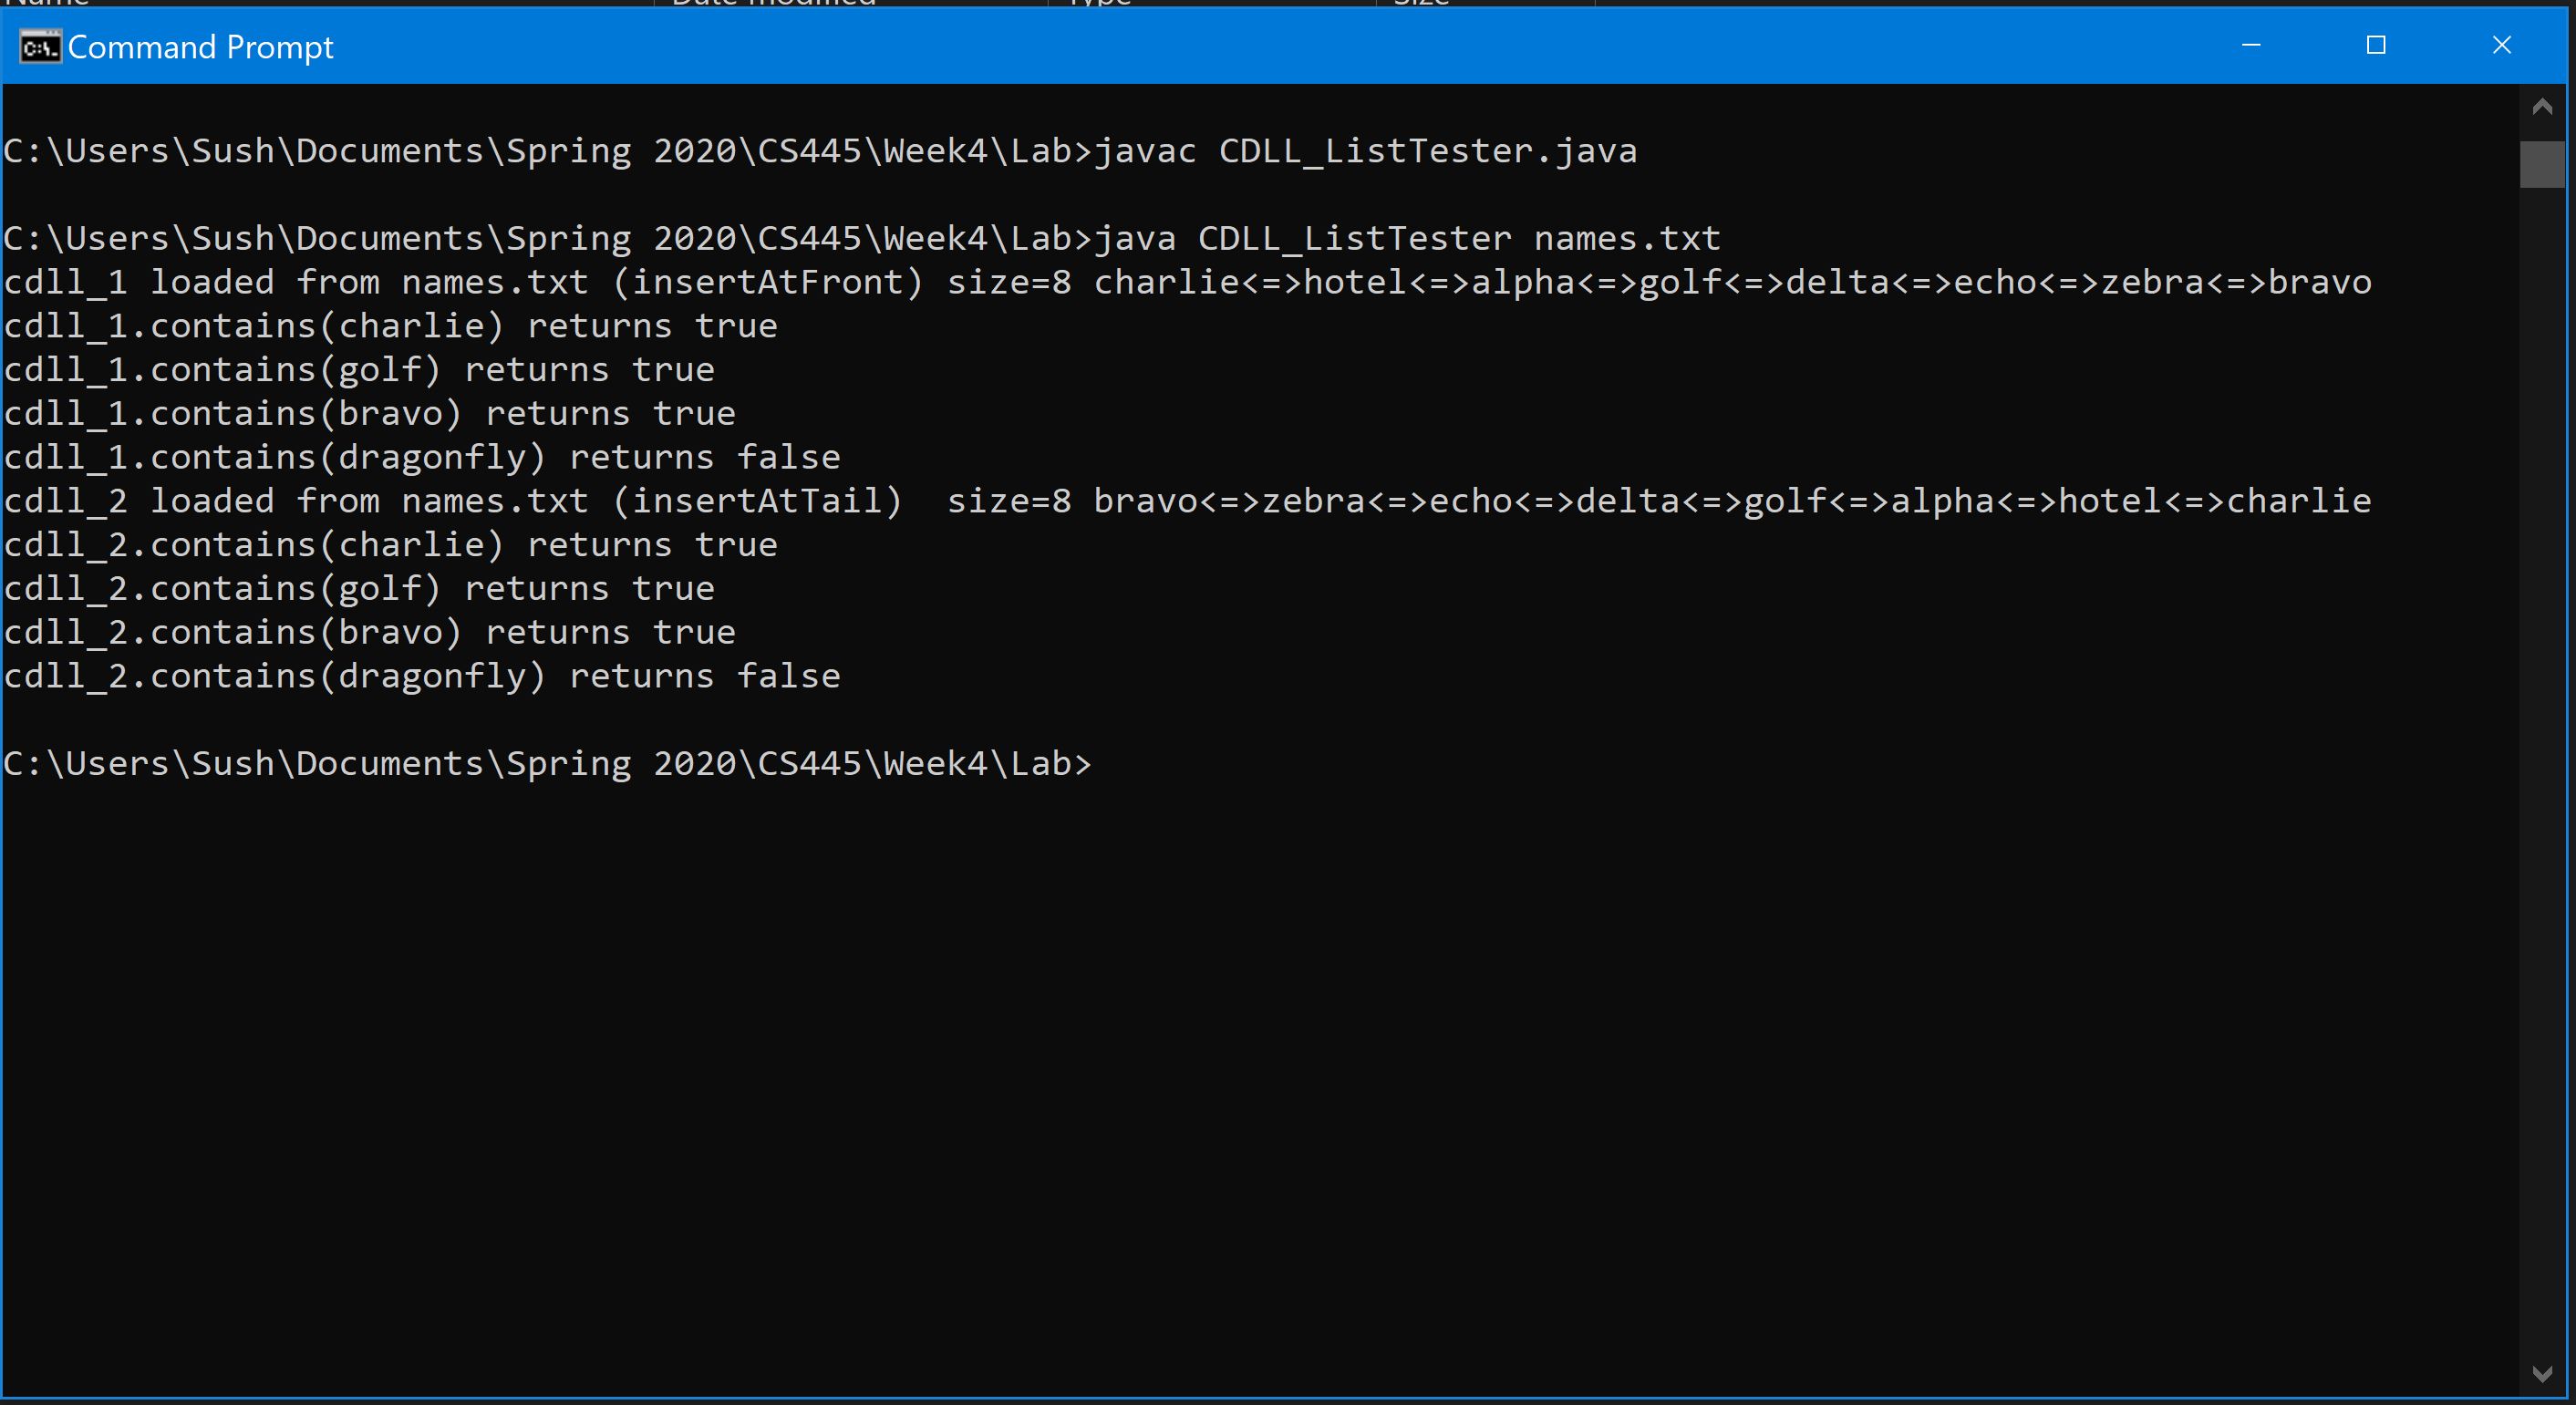 Name Date modified Type Size
Command Prompt
C:\Users\Sush\Documents\Spring 2020\CS445\Week4\Lab>javac CDLL_ListTester.java
C:\Users\Sush\Documents\Spring 2020\CS445\Week4\Lab>java CDLL_ListTester names.txt
cdll_1 loaded from names.txt (insertAtFront) size=8 charlie<=>hotel<=>alpha<=>golf<=>delta<=>echo<=>zebra<=>bravo
cdll_1.contains(charlie) returns true
cdll_1.contains(golf) returns true
cdll_1.contains(bravo) returns true
cdll_1.contains(dragonfly) returns false
cdll_2 loaded from names.txt (insertAtTail)  size=8 bravo<=>zebra<=>echo<=>delta<=>golf<=>alpha<=>hotel<=>charlie
cdll_2.contains(charlie) returns true
cdll_2.contains(golf) returns true
cdll_2.contains(bravo) returns true
cdll_2.contains(dragonfly) returns false
C:\Users\Sush\Documents\Spring 2020\CS445\Week4\Lab>